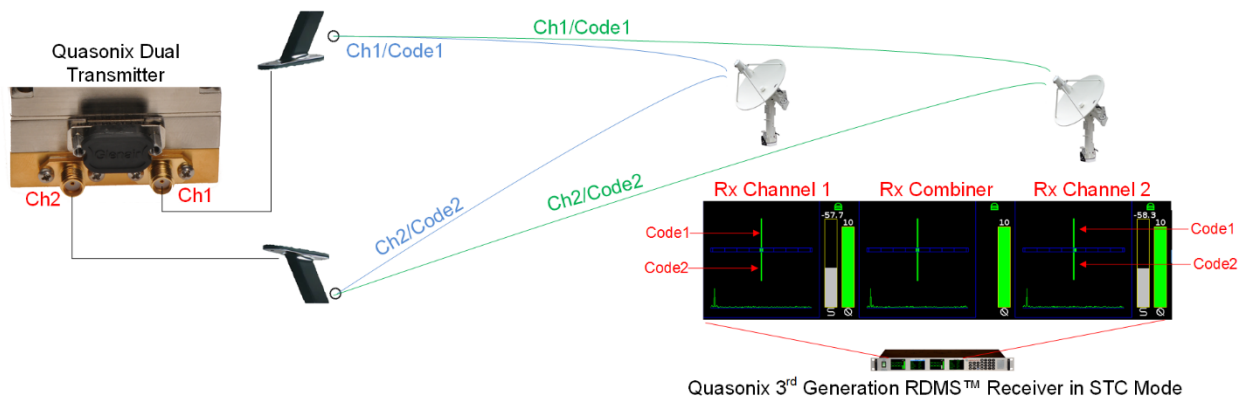 Quasonix Dual
Transmitter
Glenair
Ch2
Ch1
Ch1/Code1
Ch1/Code1
Ch2/Code2
Ch2/Code2
Rx Channel 1
Rx Combiner
Rx Channel 2
-57.7
10
10
-58.3
10
Code1
Code2
Code1
Code2
S
Q
Q
S
Q
Quasonix 3rd Generation RDMS™ Receiver in STC Mode